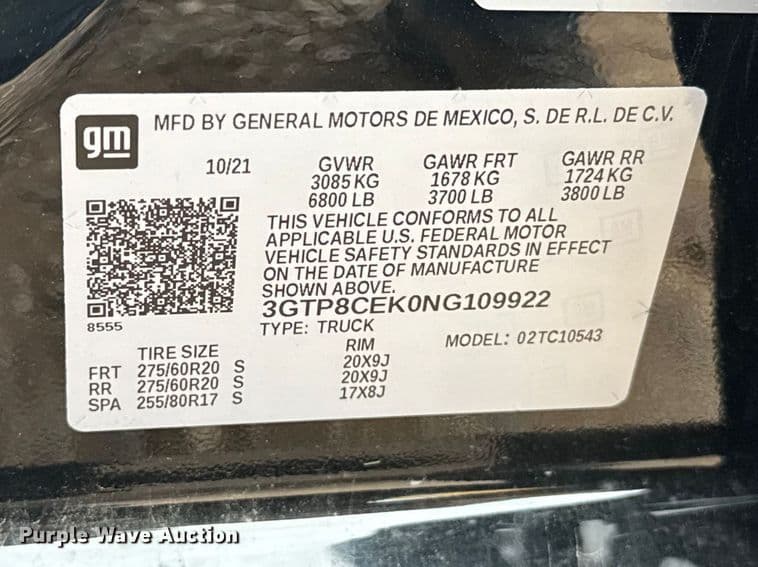 gm
MFD BY GENERAL MOTORS DE MEXICO, S. DE R.L. DE C.V.
10/21 GVWR GAWR FRT GAWR RR
3085 KG 1678 KG 1724 KG
6800 LB 3700 LB 3800 LB
THIS VEHICLE CONFORMS TO ALL
APPLICABLE U.S. FEDERAL MOTOR
VEHICLE SAFETY STANDARDS IN EFFECT
ON THE DATE OF MANUFACTURE
SHOWN ABOVE.
8555
3GTP8CEK0NG109922
TYPE: TRUCK MODEL: 02TC10543
TIRE SIZE RIM
FRT 275/60R20 S 20X9J
RR 275/60R20 S 20X9J
SPA 255/80R17 S 17X8J
Purple Wave Auction